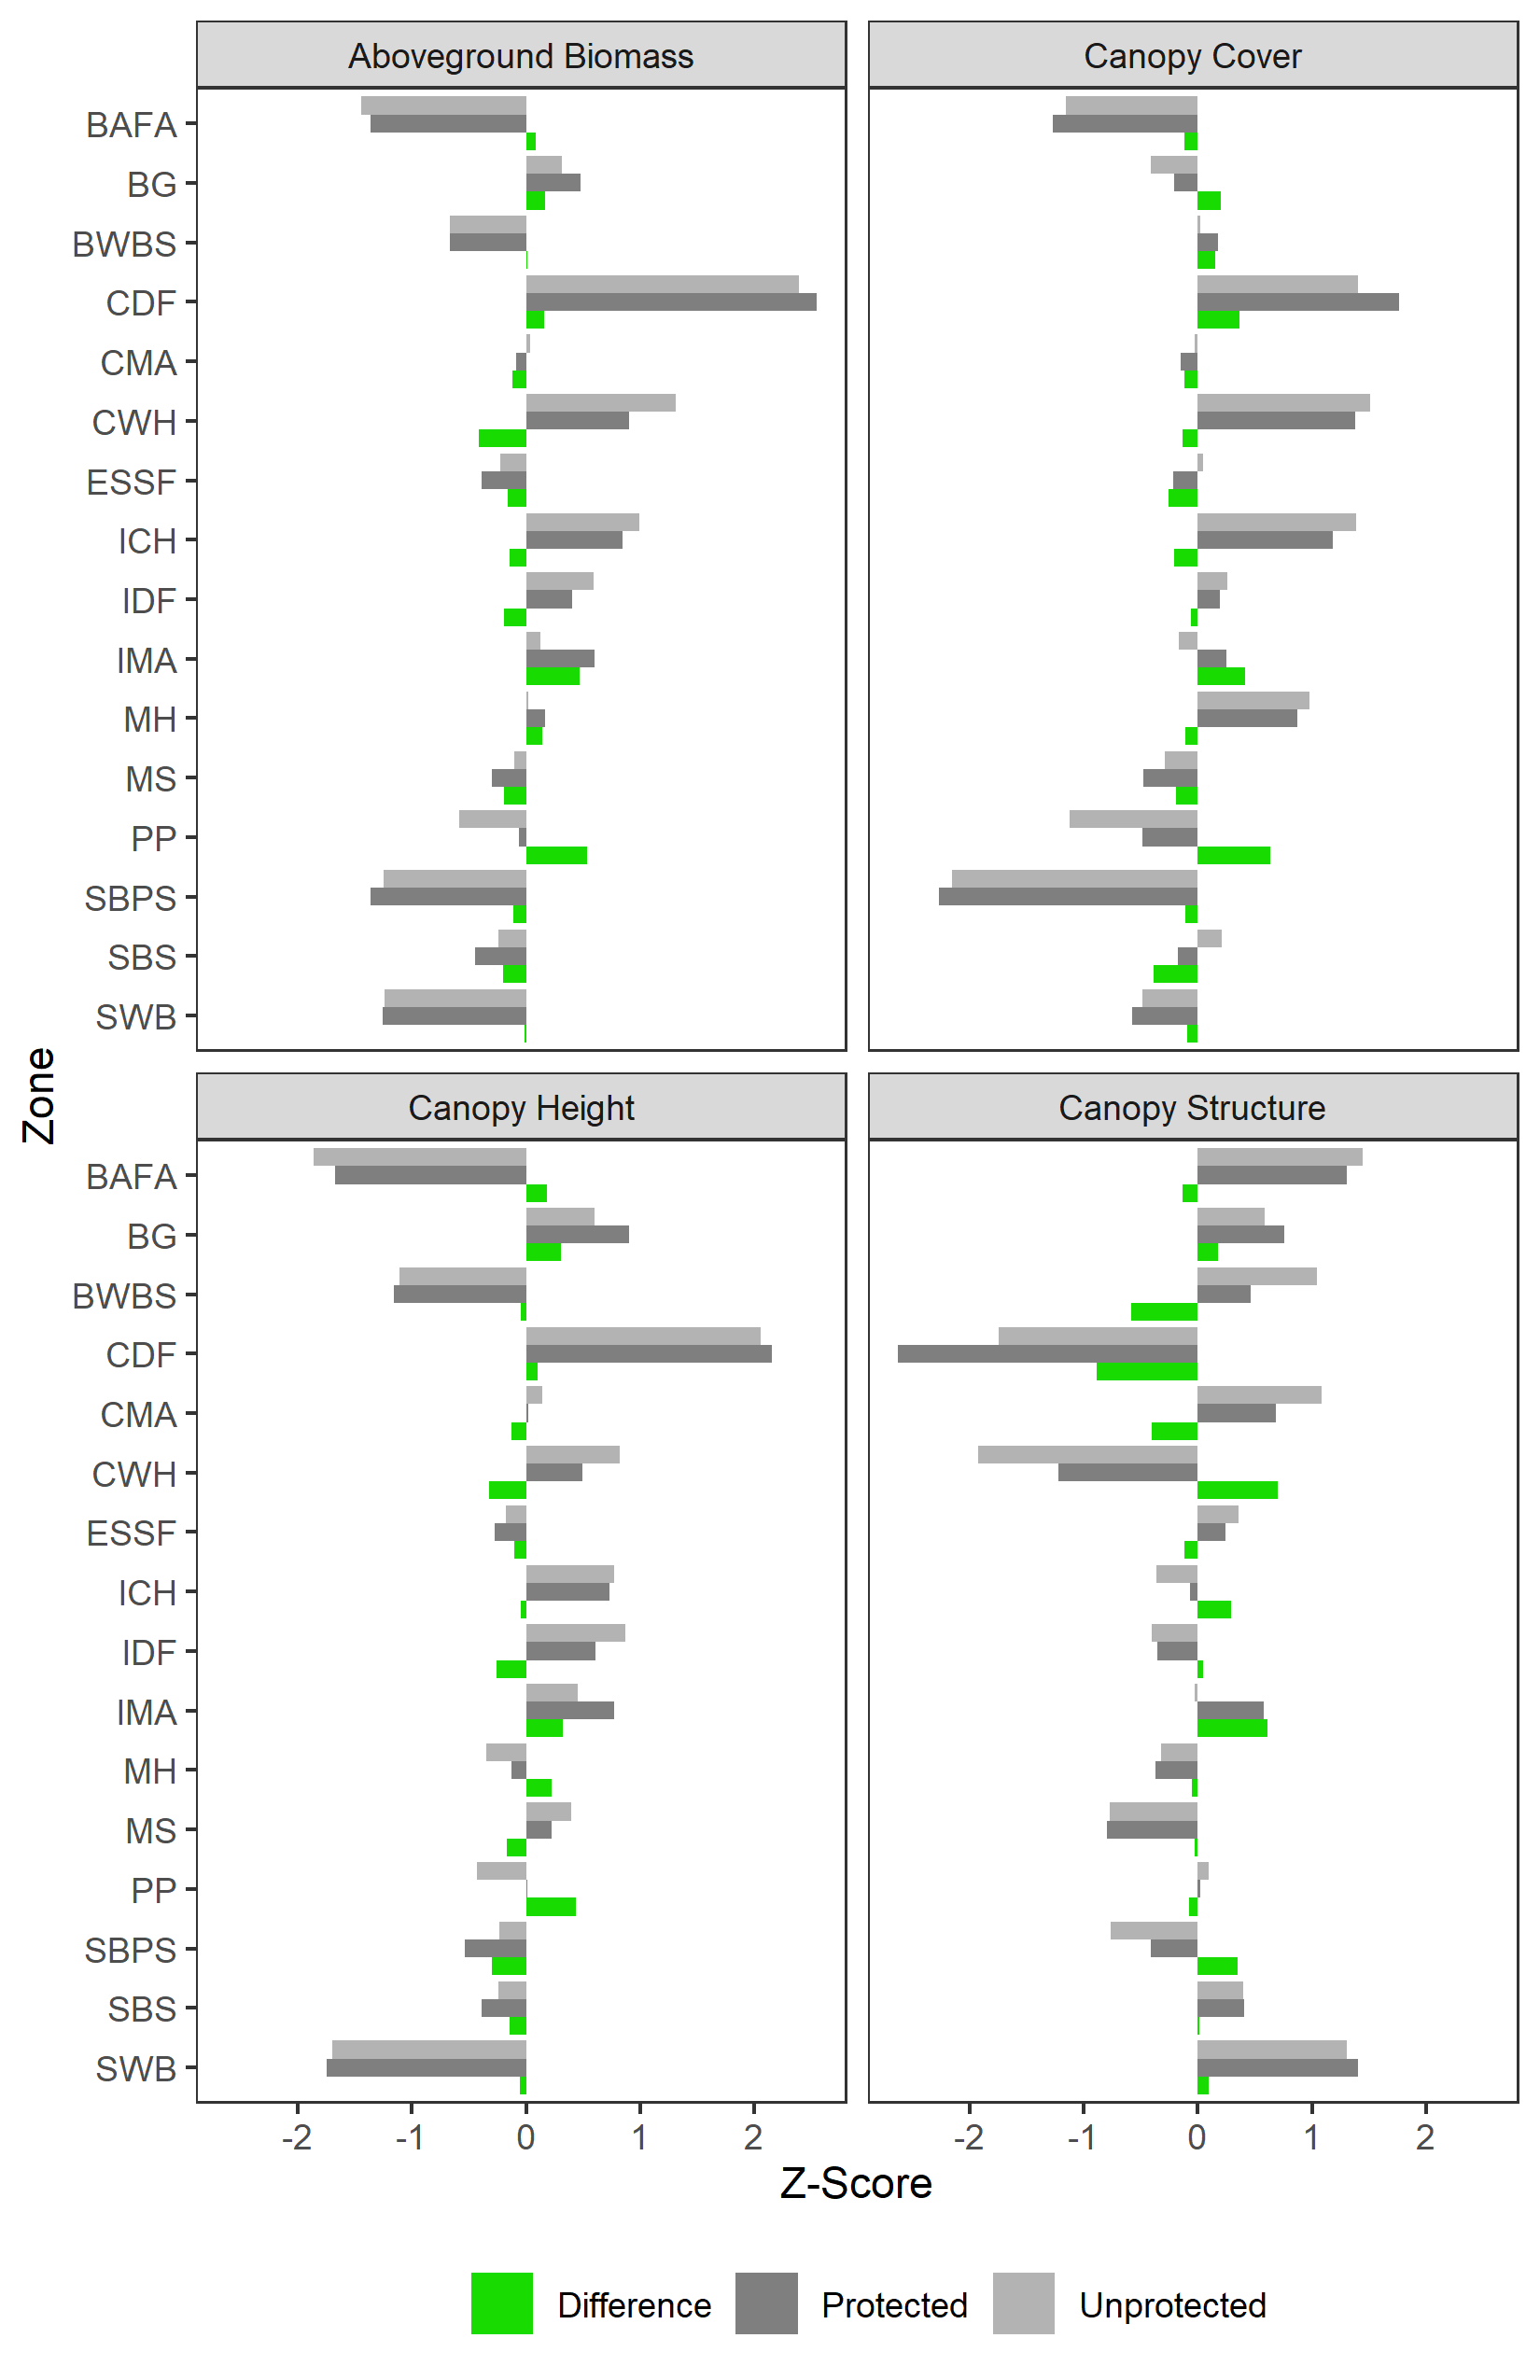 Aboveground Biomass
Canopy Cover
BAFA
BG
BWBS
CDF
CMA
CWH
ESSF
ICH
IDF
IMA
MH
MS
PP
SBPS
SBS
SWB
Zone
Canopy Height
Canopy Structure
BAFA
BG
BWBS
CDF
CMA
CWH
ESSF
ICH
IDF
IMA
MH
MS
PP
SBPS
SBS
SWB
-2 -1 0 1 2
-2 -1 0 1 2
Z-Score
Difference Protected Unprotected